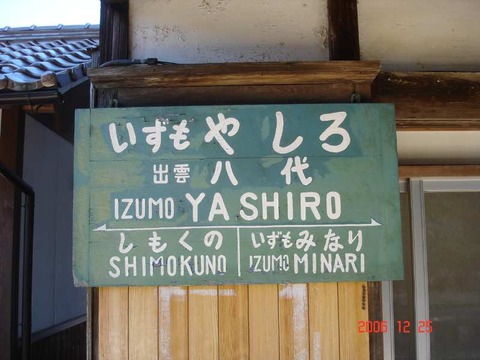 いずもやしろ
出雲八代
IZUMO YASHIRO
しもくの いずもみなり
SHIMOKUNO IZUMO MINARI
2006 12 25